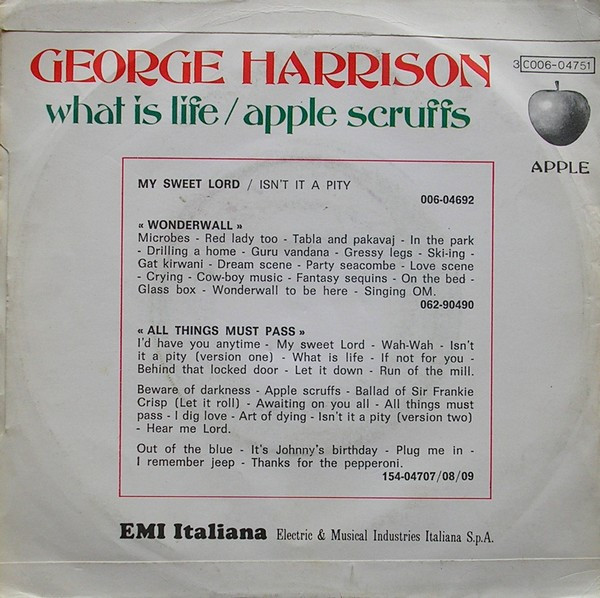 GEORGE HARRISON
3C006-04751
what is life / apple scruffs
APPLE
MY SWEET LORD / ISN'T IT A PITY
006-04692
« WONDERWALL »
Microbes - Red lady too - Tabla and pakavaj - In the park
- Drilling a home - Guru vandana - Gressy legs - Ski-ing -
Gat kirwani - Dream scene - Party seacombe - Love scene
- Crying - Cow-boy music - Fantasy sequins - On the bed -
Glass box - Wonderwall to be here - Singing OM.
062-90490
« ALL THINGS MUST PASS »
I'd have you anytime - My sweet Lord - Wah-Wah - Isn't
it a pity (version one) - What is life - If not for you -
Behind that locked door - Let it down - Run of the mill.
Beware of darkness - Apple scruffs - Ballad of Sir Frankie
Crisp (Let it roll) - Awaiting on you all - All things must
pass - I dig love - Art of dying - Isn't it a pity (version two)
- Hear me Lord.
Out of the blue - It's Johnny's birthday - Plug me in -
I remember jeep - Thanks for the pepperoni.
154-04707/08/09
EMI Italiana Electric & Musical Industries Italiana S.p.A.